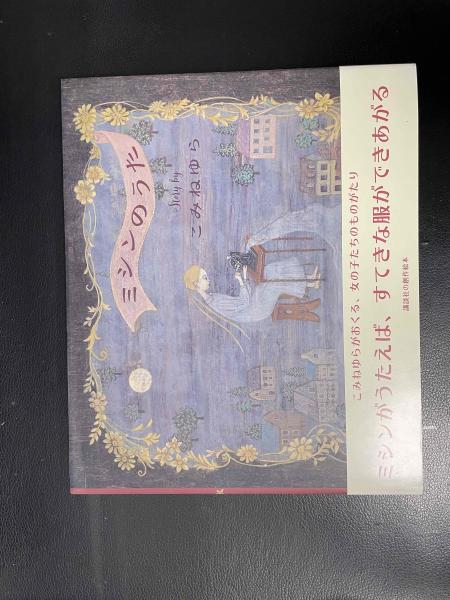 ミシンのうた
Story by
こみねゆら
こみねゆらがおくる、女の子たちのものがたり
ミシンがうたえば、すてきな服ができあがる
講談社の創作絵本